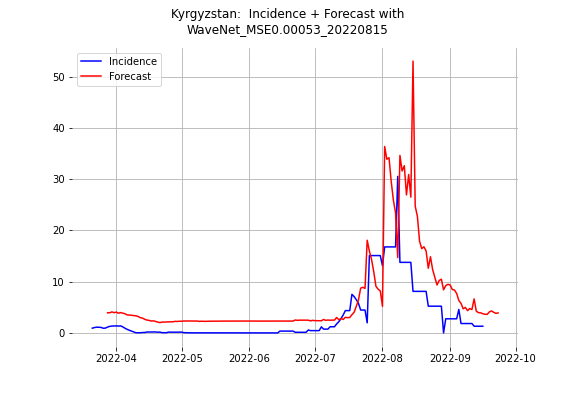 Kyrgyzstan:  Incidence + Forecast with
WaveNet_MSE0.00053_20220815
Incidence
Forecast
50
40
30
20
10
0
2022-04 2022-05 2022-06 2022-07 2022-08 2022-09 2022-10